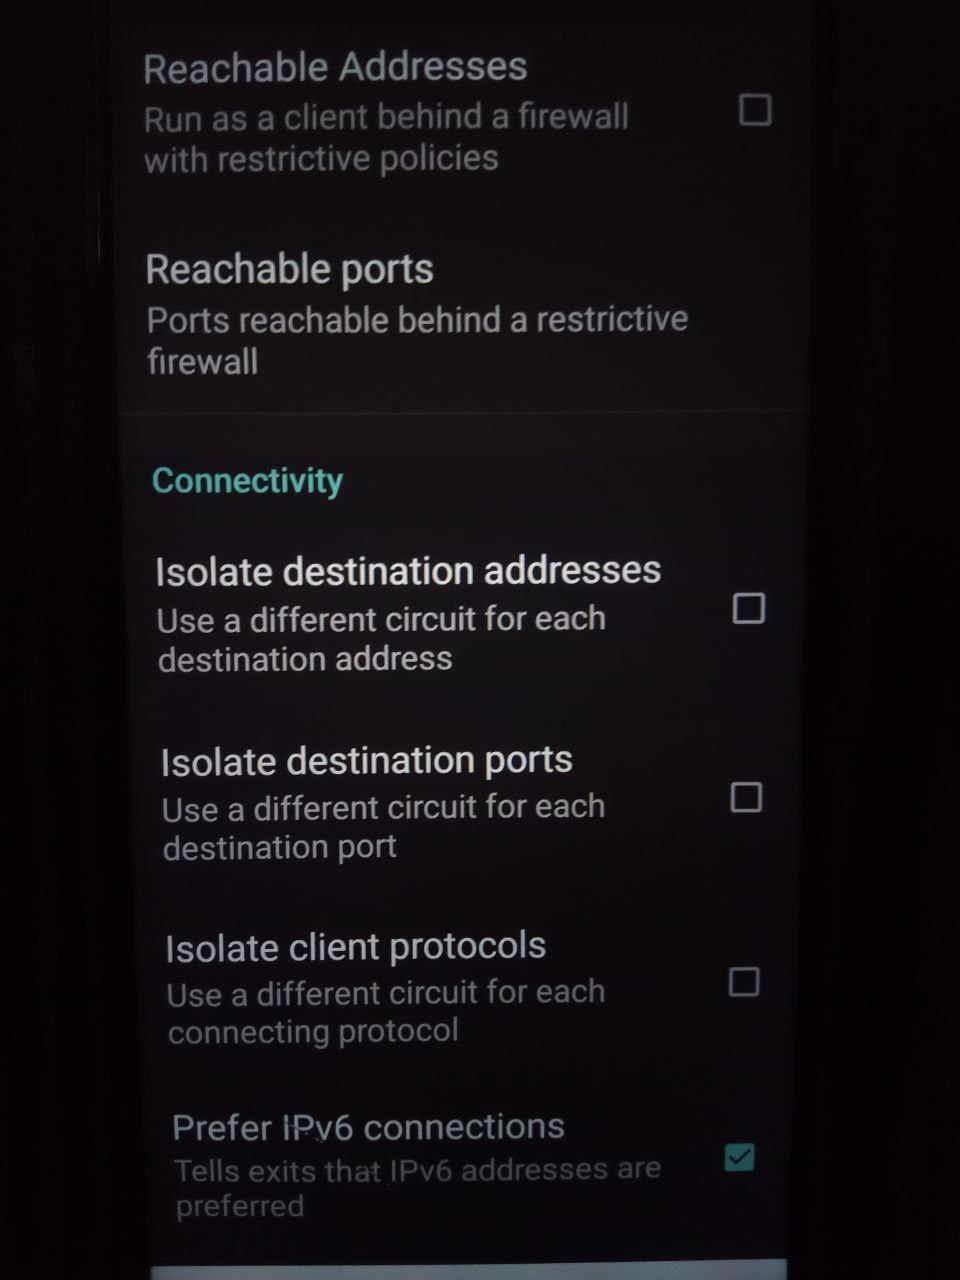 Reachable Addresses
Run as a client behind a firewall
with restrictive policies
Reachable ports
Ports reachable behind a restrictive
firewall
Connectivity
Isolate destination addresses
Use a different circuit for each
destination address
Isolate destination ports
Use a different circuit for each
destination port
Isolate client protocols
Use a different circuit for each
connecting protocol
Prefer IPv6 connections
Tells exits that IPv6 addresses are
preferred